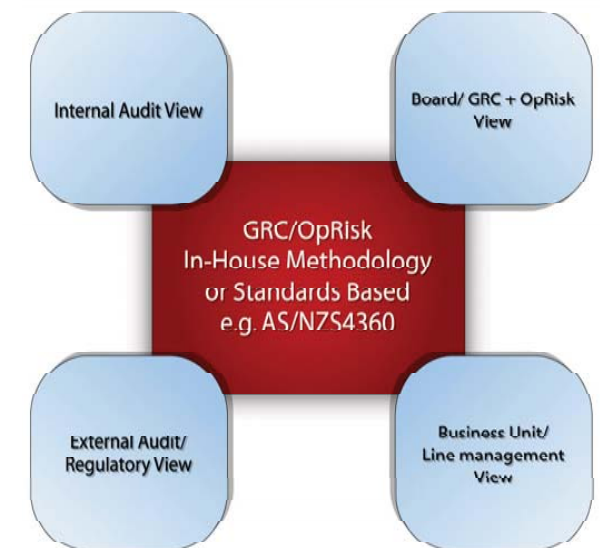 Internal Audit View
Board/ GRC + OpRisk
View
GRC/OpRisk
In-House Methodology
or Standards Based
e.g. AS/NZS4360
External Audit/
Regulatory View
Business Unit/
Line management
View